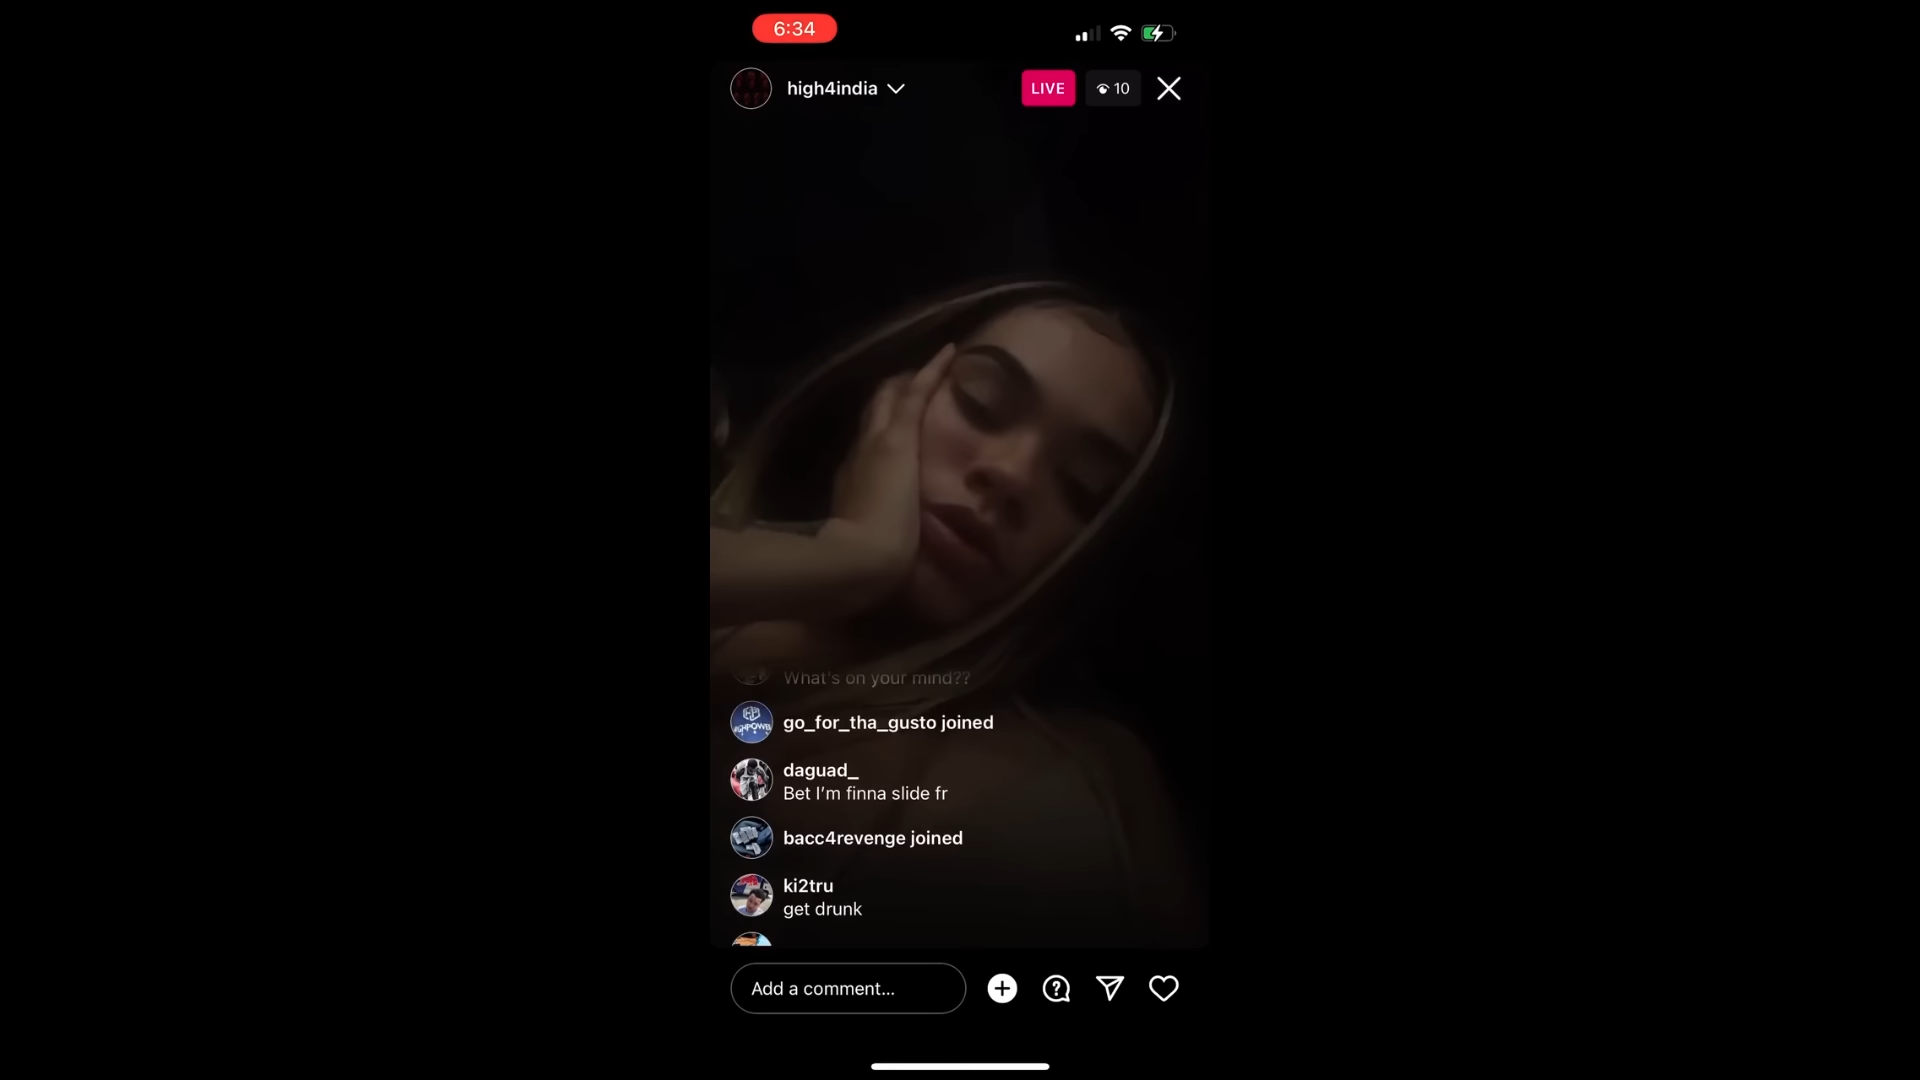 6:34
high4india
LIVE
10
What's on your mind??
go_for_tha_gusto joined
daguad_
Bet I’m finna slide fr
bacc4revenge joined
ki2tru
get drunk
Add a comment...